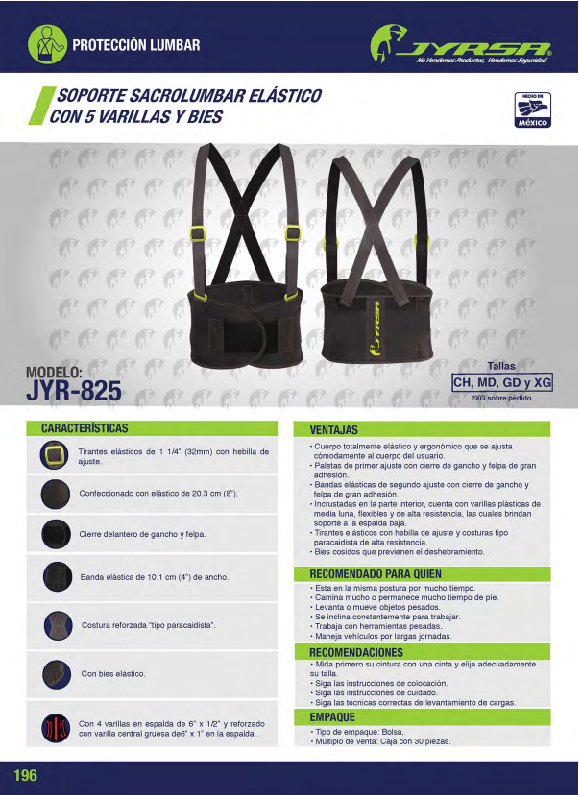 PROTECCIÓN LUMBAR
JYRSA®
No Vendemos Productos, Vendemos Seguridad
SOPORTE SACROLUMBAR ELÁSTICO
CON 5 VARILLAS Y BIES
HECHO EN
MÉXICO
JYRSA
MODELO:
JYR-825
Tallas
CH, MD, GD y XG
2XG sobre pedido
CARACTERÍSTICAS
Tirantes elásticos de 1 1/4" (32mm) con hebilla de
ajuste.
Confeccionado con elástico de 20.3 cm (8").
Cierre delantero de gancho y felpa.
Banda elástica de 10.1 cm (4") de ancho.
Costura reforzada "tipo paracaidista".
Con bies elástico.
Con 4 varillas en espalda de 6" x 1/2" y reforzado
con varilla central gruesa de6" x 1" en la espalda.
VENTAJAS
• Cuerpo totalmente elástico y ergonómico que se ajusta
cómodamente al cuerpo del usuario.
• Paletas de primer ajuste con cierre de gancho y felpa de gran
adhesión.
• Bandas elásticas de segundo ajuste con cierre de gancho y
felpa de gran adhesión.
• Incrustadas en la parte interior, cuenta con varillas plásticas de
media luna, flexibles y de alta resistencia, las cuales brindan
soporte a la espalda baja.
• Tirantes elásticos con hebilla de ajuste y costuras tipo
paracaidista de alta resistencia.
• Bies cosidos que previenen el deshebramiento.
RECOMENDADO PARA QUIEN
• Esta en la misma postura por mucho tiempo.
• Camina mucho o permanece mucho tiempo de pie.
• Levanta o mueve objetos pesados.
• Se inclina constantemente para trabajar.
• Trabaja con herramientas pesadas.
• Maneja vehículos por largas jornadas.
RECOMENDACIONES
• Mida primero su cintura con una cinta y elija adecuadamente
su talla.
• Siga las instrucciones de colocación.
• Siga las instrucciones de cuidado.
• Siga las tecnicas correctas de levantamiento de cargas.
EMPAQUE
• Tipo de empaque: Bolsa.
• Multiplo de venta: Caja con 30 piezas.
196